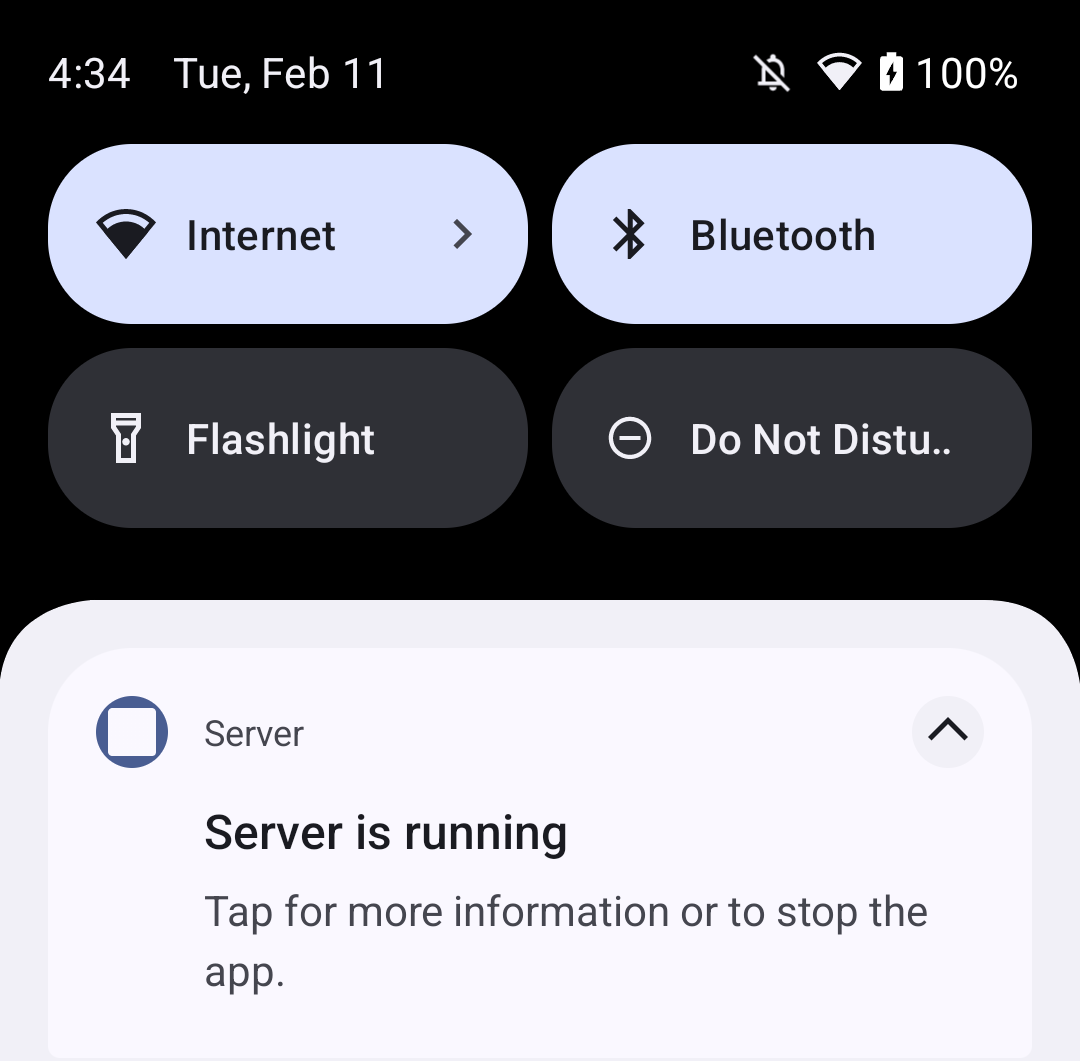 4:34 Tue, Feb 11 100%
Internet Bluetooth
Flashlight Do Not Distu..
Server
Server is running
Tap for more information or to stop the
app.